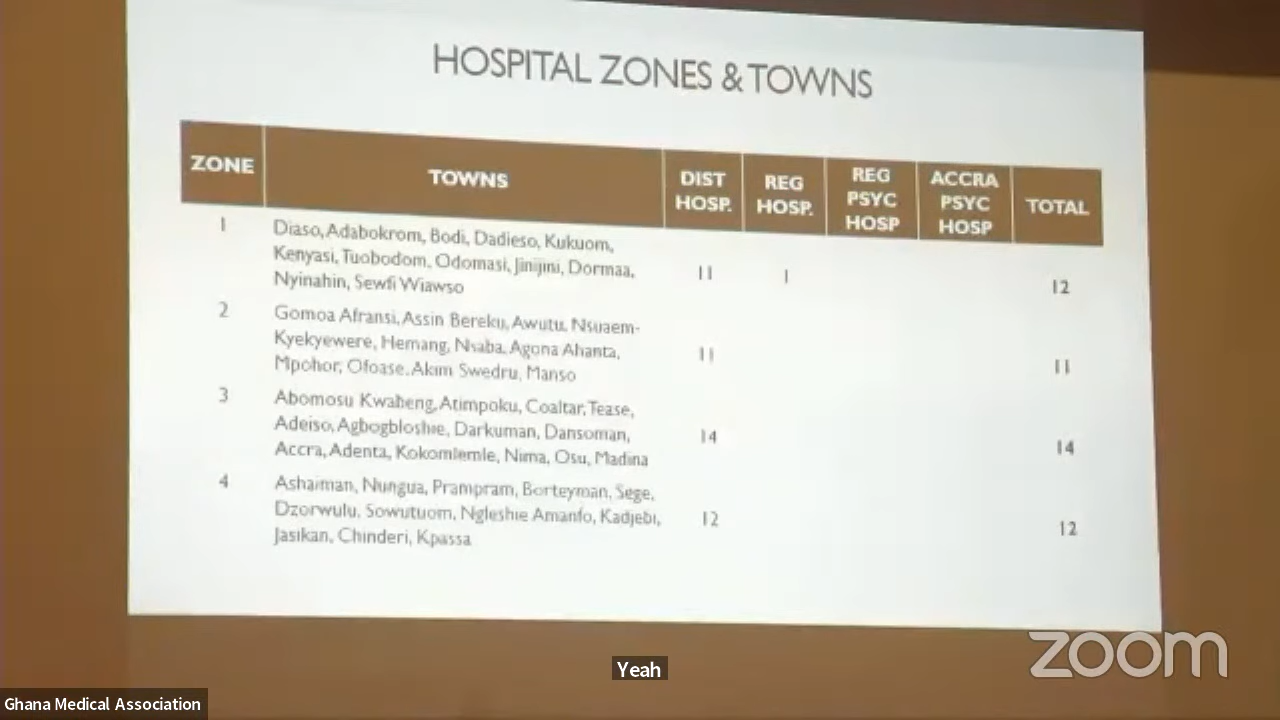 HOSPITAL ZONES & TOWNS
ZONE TOWNS DIST HOSP. REG HOSP. REG PSYC HOSP ACCRA PSYC HOSP TOTAL
1 Diaso, Adabokrom, Bodi, Dadieso, Kukuom,
Kenyasi, Tuobodom, Odomasi, Jinijini, Dormaa, 11 1 12
Nyinahin, Sewfi Wiawso
2 Gomoa Afransi, Assin Bereku, Awutu, Nsuaem-
Kyekyewere, Hemang, Nsaba, Agona Ahanta, 11 11
Mpohor, Ofoase, Akim Swedru, Manso
3 Abomosu Kwabeng, Atimpoku, Coaltar, Tease,
Adeiso, Agbogbloshie, Darkuman, Dansoman, 14 14
Accra, Adenta, Kokomlemle, Nima, Osu, Madina
4 Ashaiman, Nungua, Prampram, Borteyman, Sege,
Dzorwulu, Sowutuom, Ngleshie Amanfo, Kadjebi, 12 12
Jasikan, Chinderi, Kpassa
zoom
Yeah
Ghana Medical Association